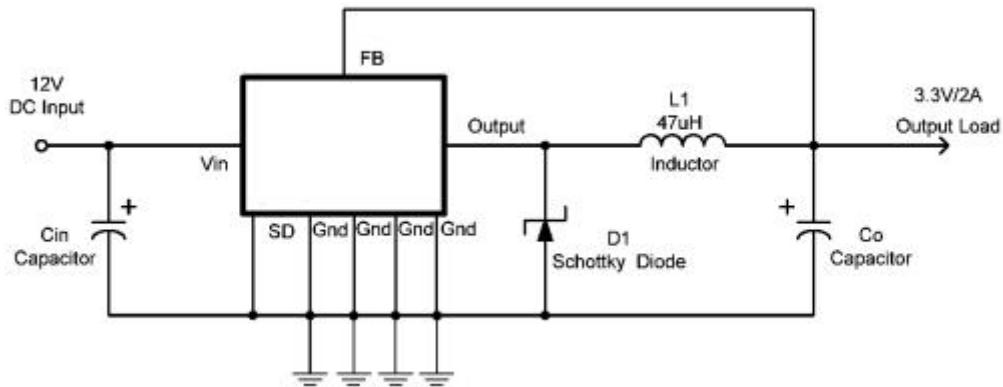 FB
12V
DC Input
Vin
Output
L1
47uH
Inductor
3.3V/2A
Output Load
SD Gnd Gnd Gnd Gnd
+
Cin
Capacitor
D1
Schottky Diode
+
Co
Capacitor